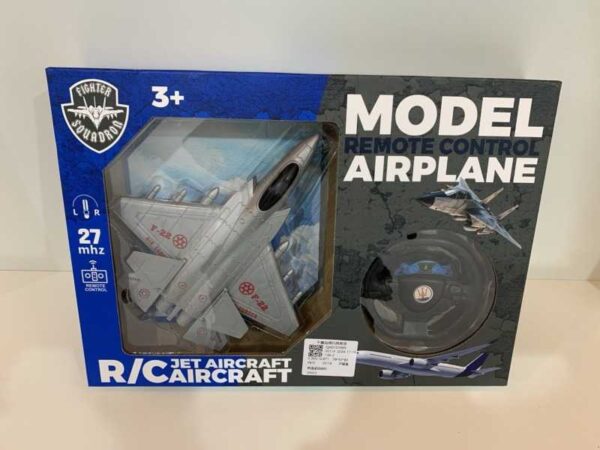 FIGHTER
SQUADRON
3+
MODEL
REMOTE CONTROL
AIRPLANE
L R
27
mhz
REMOTE
CONTROL
F-22
F-22
R/C JET AIRCRAFT
AIRCRAFT